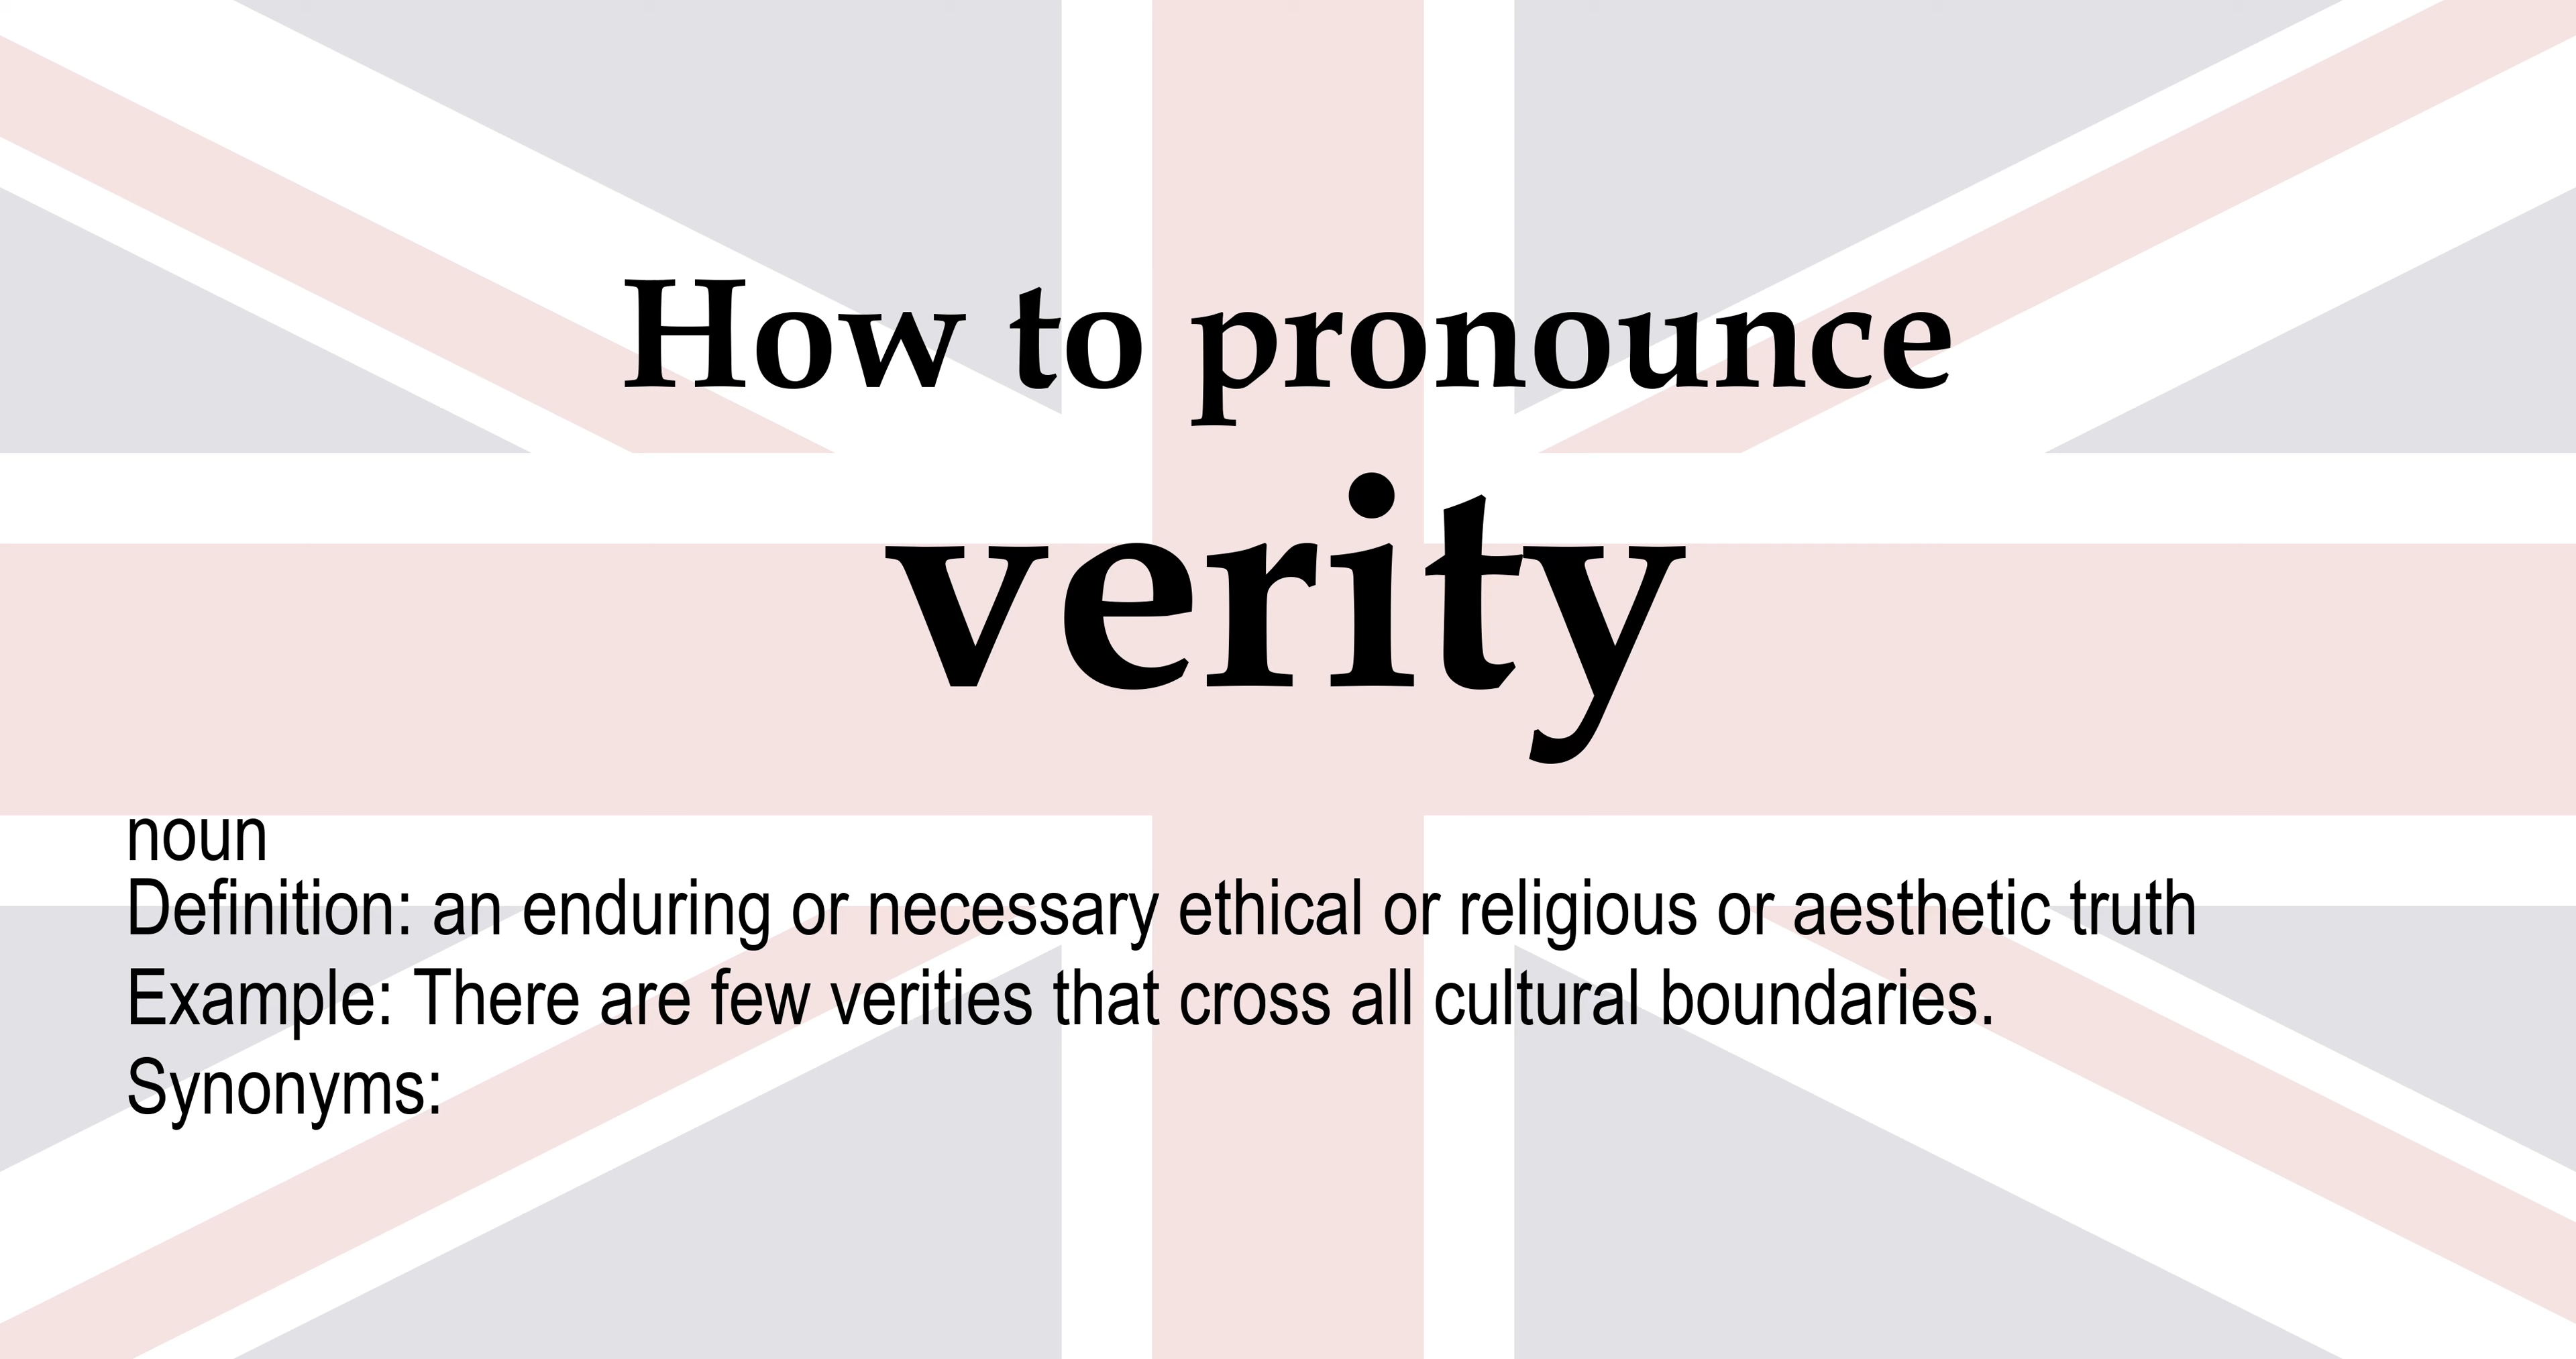 How to pronounce
verity
noun
Definition: an enduring or necessary ethical or religious or aesthetic truth
Example: There are few verities that cross all cultural boundaries.
Synonyms: